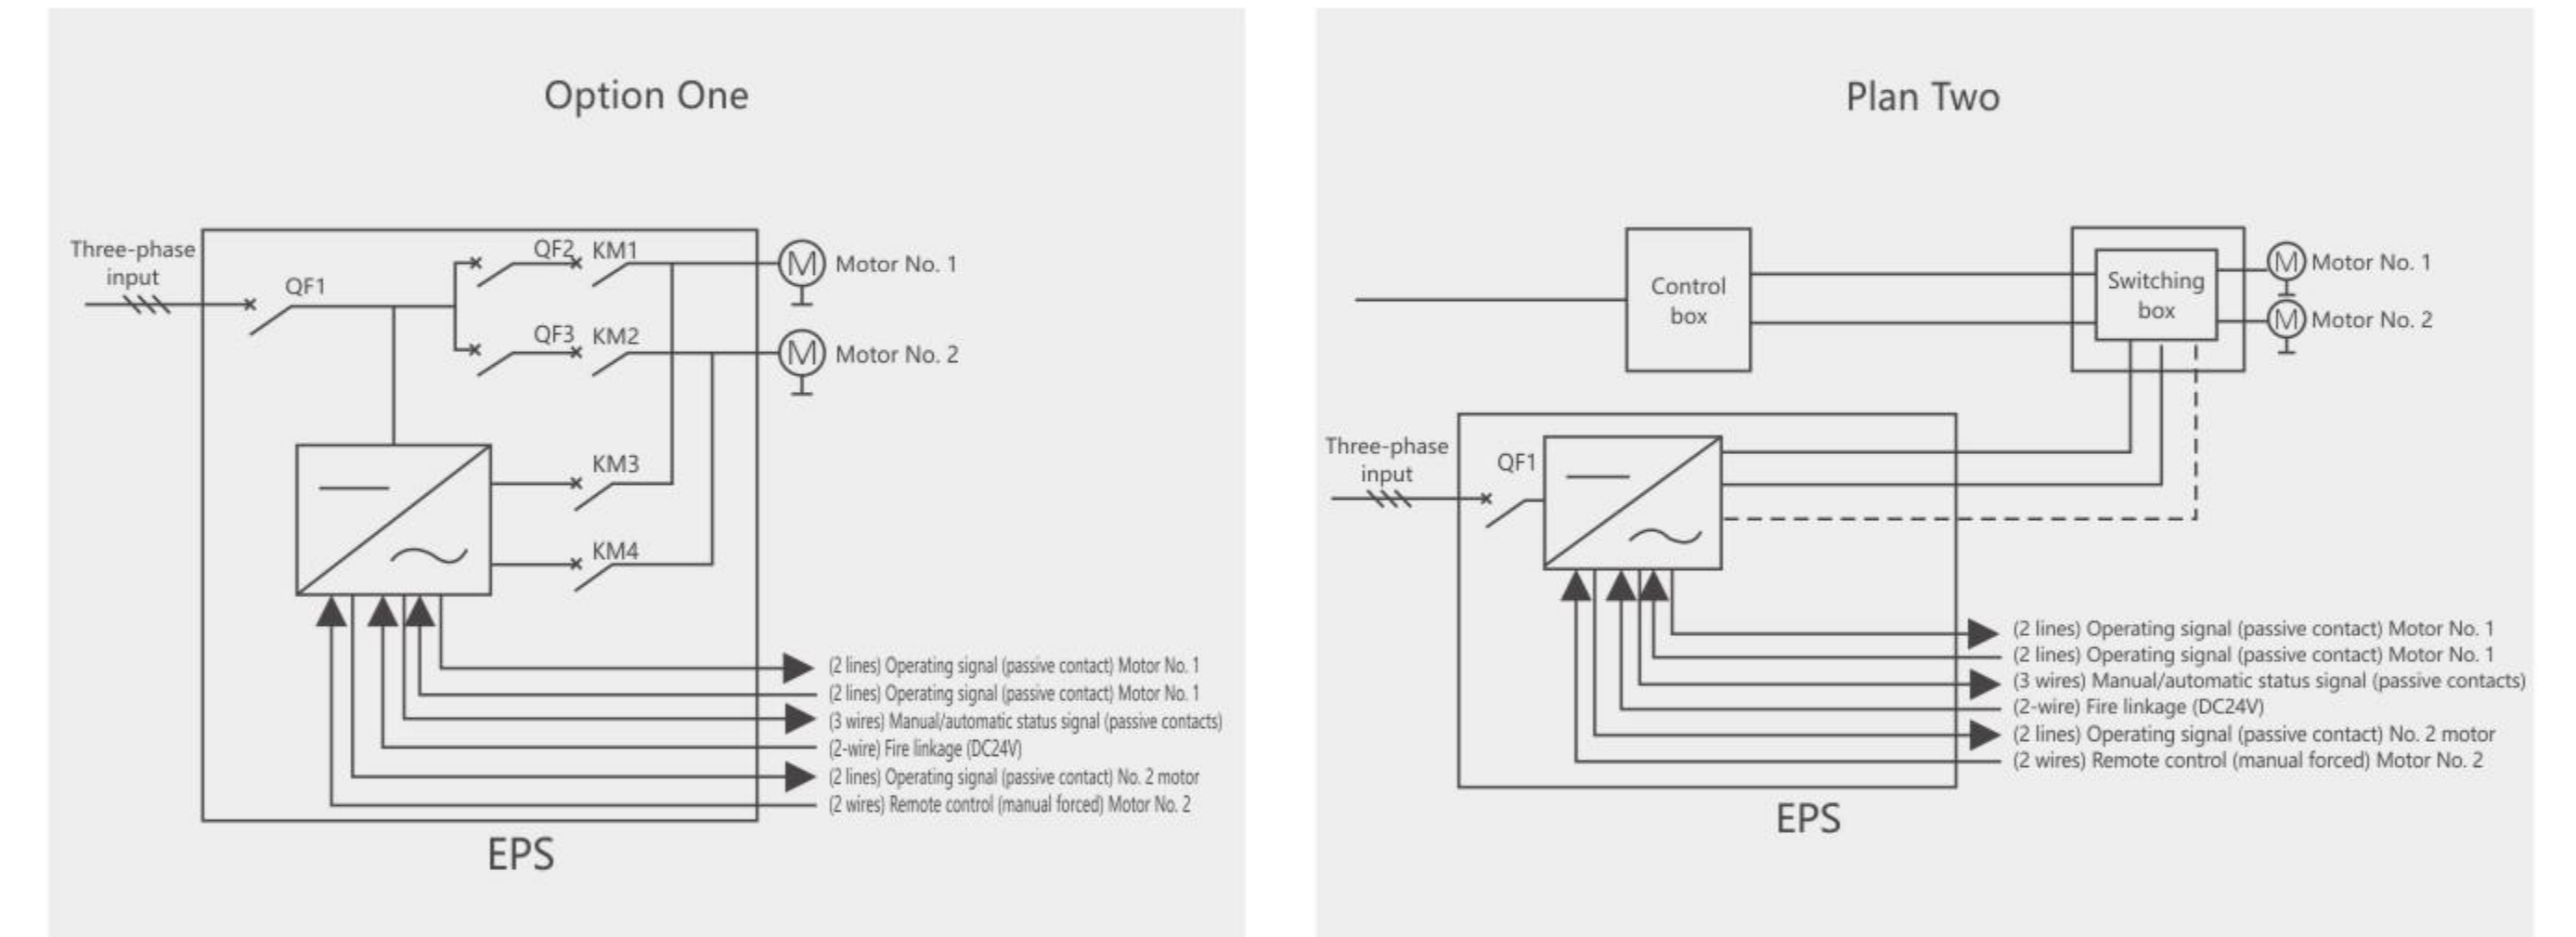 Option One
Three-phase
input
QF1
QF2
KM1
QF3
KM2
M
Motor No. 1
M
Motor No. 2
KM3
KM4
(2 lines) Operating signal (passive contact) Motor No. 1
(2 lines) Operating signal (passive contact) Motor No. 1
(3 wires) Manual/automatic status signal (passive contacts)
(2-wire) Fire linkage (DC24V)
(2 lines) Operating signal (passive contact) No. 2 motor
(2 wires) Remote control (manual forced) Motor No. 2
EPS
Plan Two
Control
box
Switching
box
M
Motor No. 1
M
Motor No. 2
Three-phase
input
QF1
(2 lines) Operating signal (passive contact) Motor No. 1
(2 lines) Operating signal (passive contact) Motor No. 1
(3 wires) Manual/automatic status signal (passive contacts)
(2-wire) Fire linkage (DC24V)
(2 lines) Operating signal (passive contact) No. 2 motor
(2 wires) Remote control (manual forced) Motor No. 2
EPS